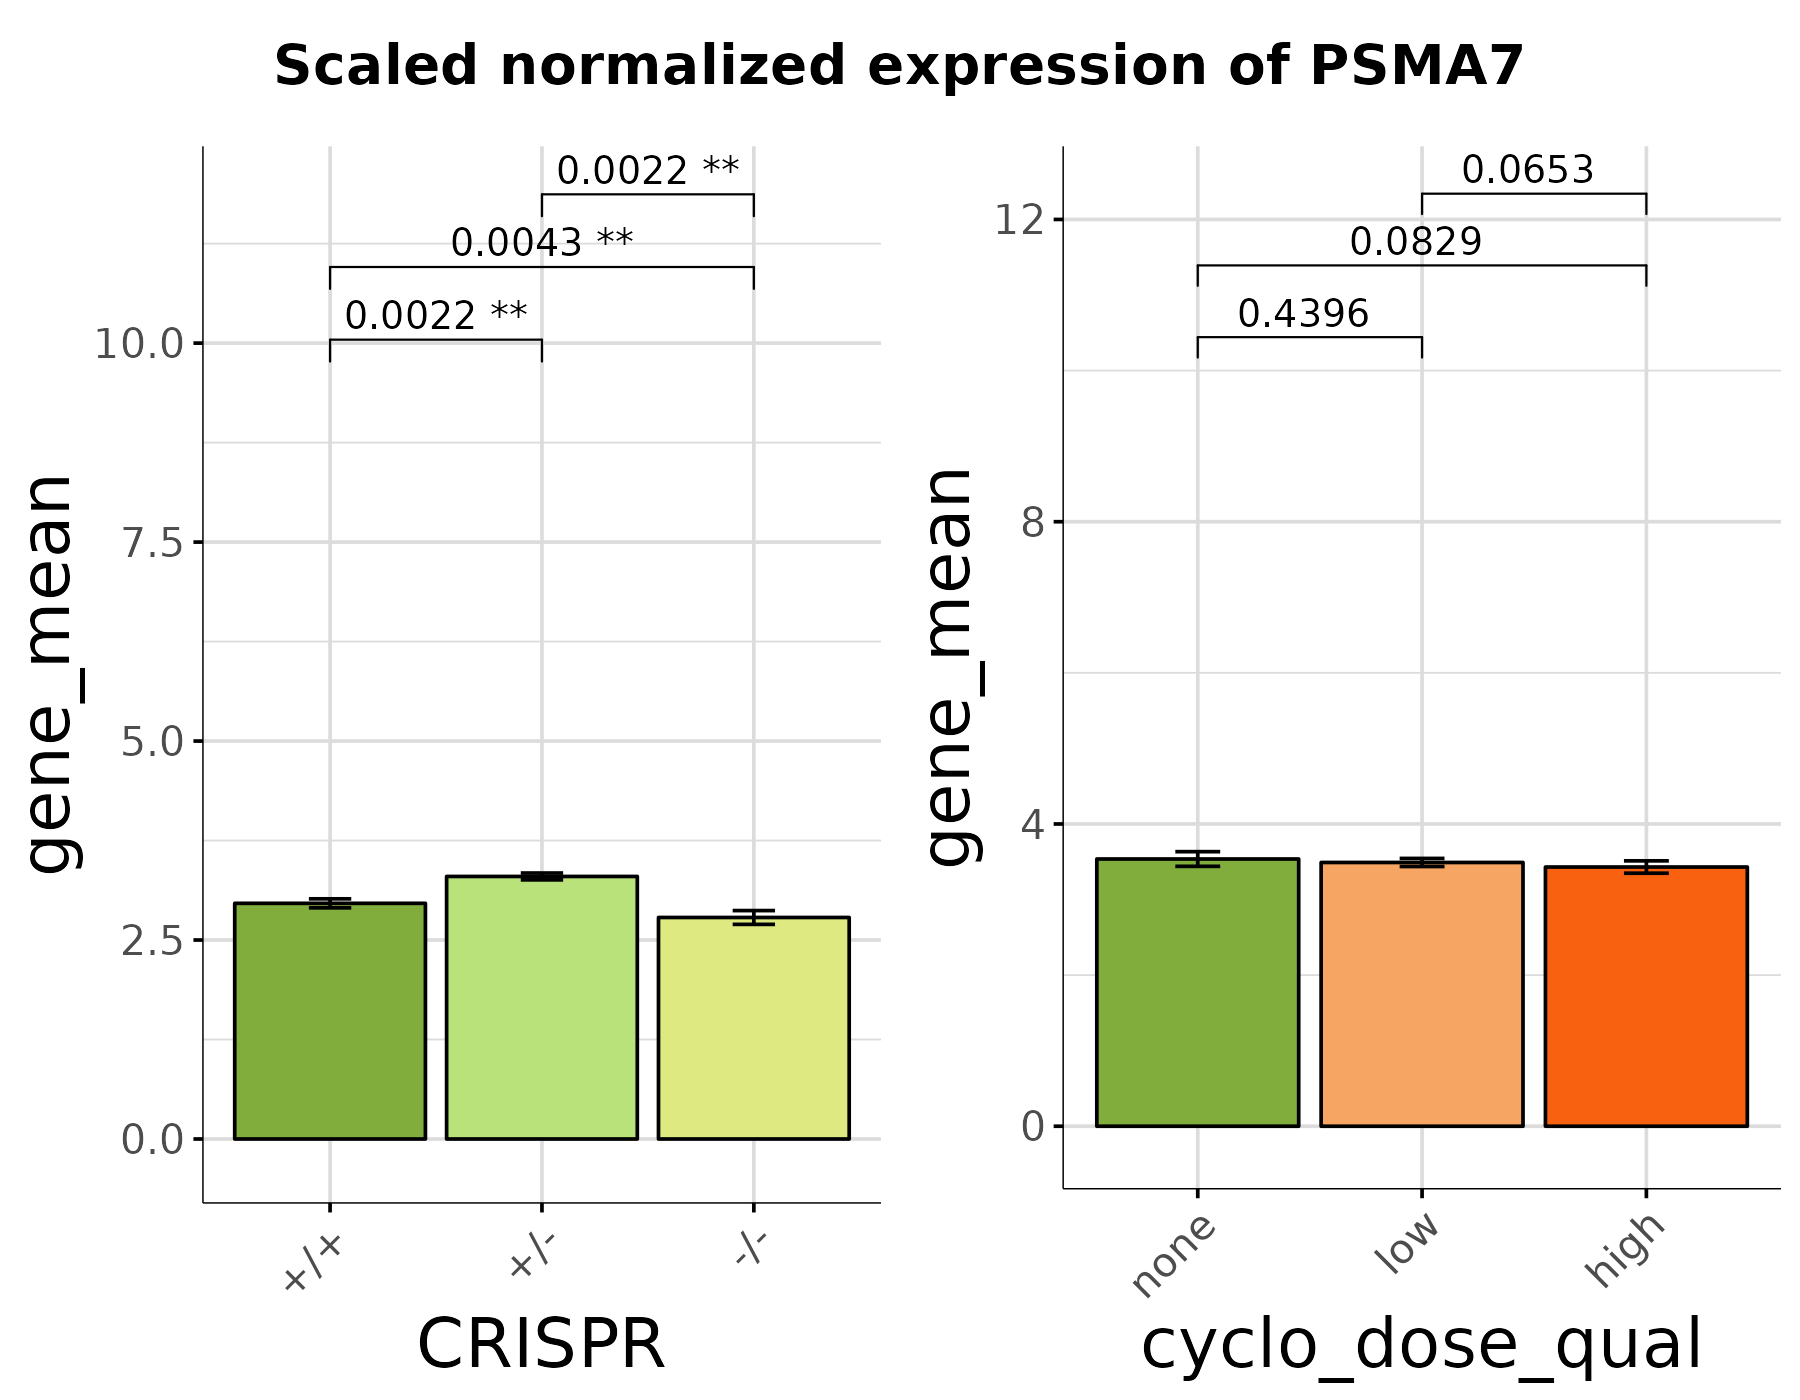 Scaled normalized expression of PSMA7
gene_mean
0.0022 **
0.0043 **
0.0022 **
10.0
7.5
5.0
2.5
0.0
+/+
+/-
-/-
CRISPR
gene_mean
0.0653
0.0829
0.4396
12
8
4
0
none
low
high
cyclo_dose_qual